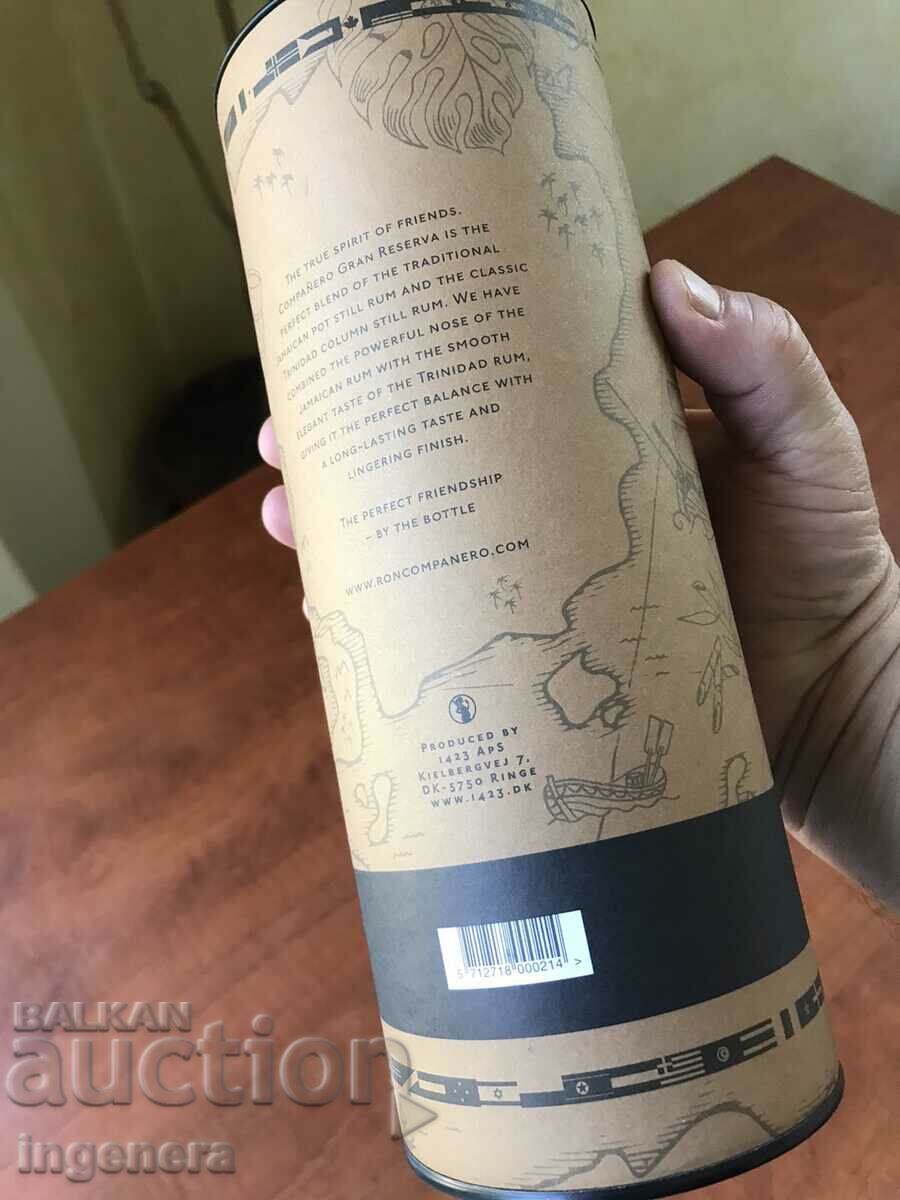 The true spirit of friends.
Compañero Gran Reserva is the
perfect blend of the traditional
Jamaican pot still rum and the classic
Trinidad column still rum. We have
combined the powerful nose of the
Jamaican rum with the smooth
elegant taste of the Trinidad rum,
giving it the perfect balance with
a long-lasting taste and
lingering finish.
The perfect friendship
– by the bottle
www.roncompanero.com
Produced by
1423 ApS
Kielbergvej 7,
DK-5750 Ringe
www.1423.dk
5 712718 000214 >
BALKAN
auction
ingenera